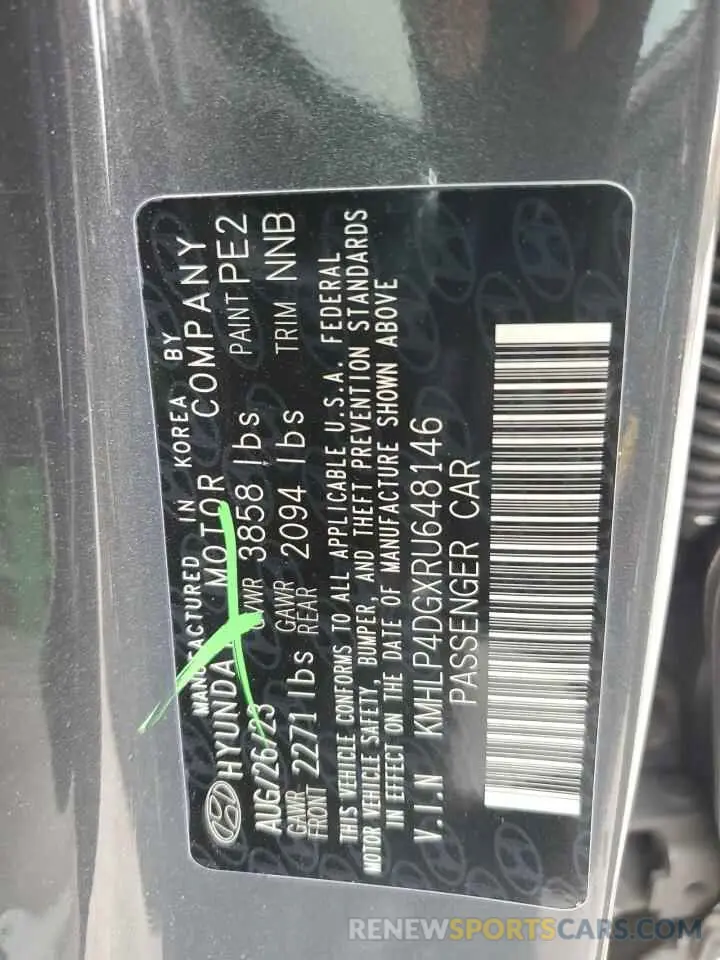 MANUFACTURED IN KOREA BY
HYUNDAI MOTOR COMPANY
AUG/26/23 GVWR 3858 lbs PAINT PE2
GAWR FRONT 2271 lbs GAWR REAR 2094 lbs TRIM NNB
THIS VEHICLE CONFORMS TO ALL APPLICABLE U.S.A. FEDERAL
MOTOR VEHICLE SAFETY, BUMPER, AND THEFT PREVENTION STANDARDS
IN EFFECT ON THE DATE OF MANUFACTURE SHOWN ABOVE
V.I.N KMHLP4DGXRU648146
PASSENGER CAR
RENEWSPORTSCARS.COM